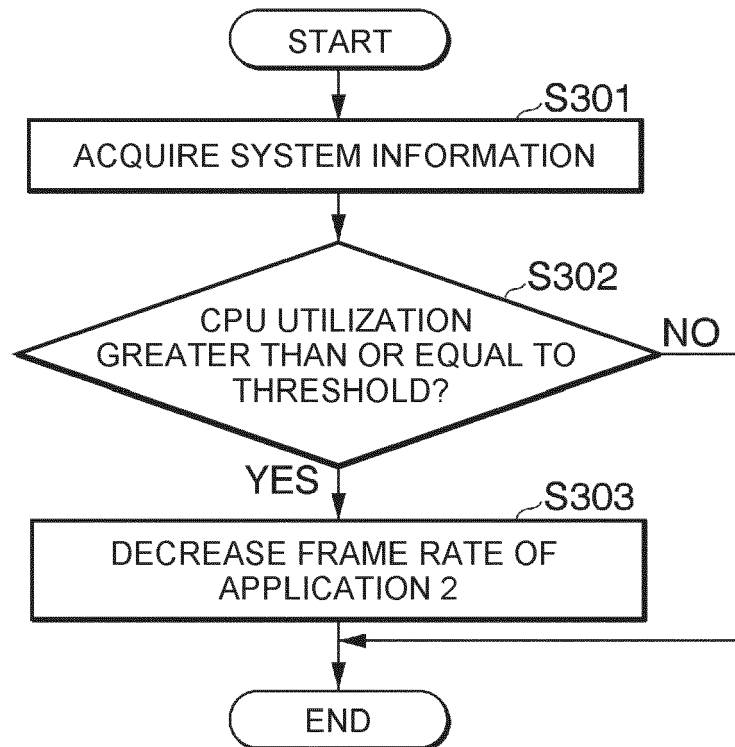 START
S301
ACQUIRE SYSTEM INFORMATION
S302
CPU UTILIZATION
GREATER THAN OR EQUAL TO
THRESHOLD?
NO
YES
S303
DECREASE FRAME RATE OF
APPLICATION 2
END